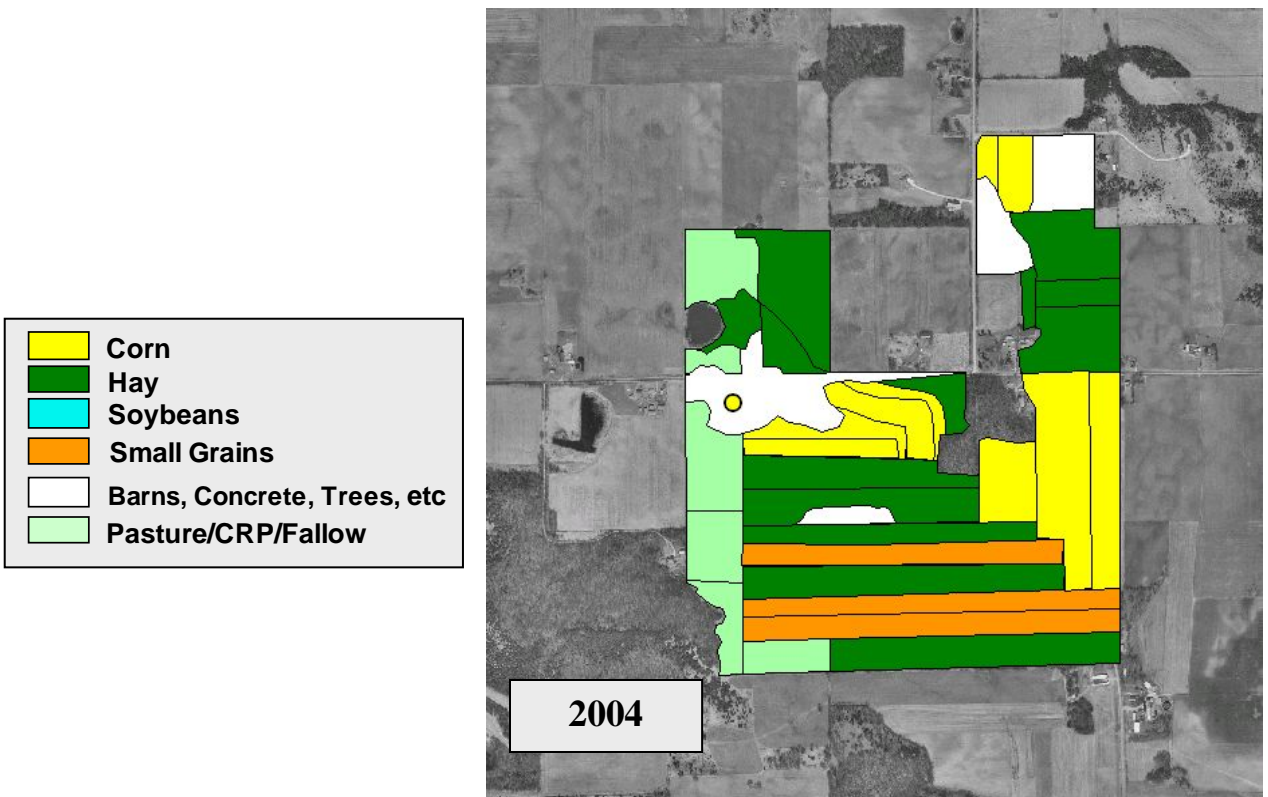 Corn
Hay
Soybeans
Small Grains
Barns, Concrete, Trees, etc
Pasture/CRP/Fallow
2004